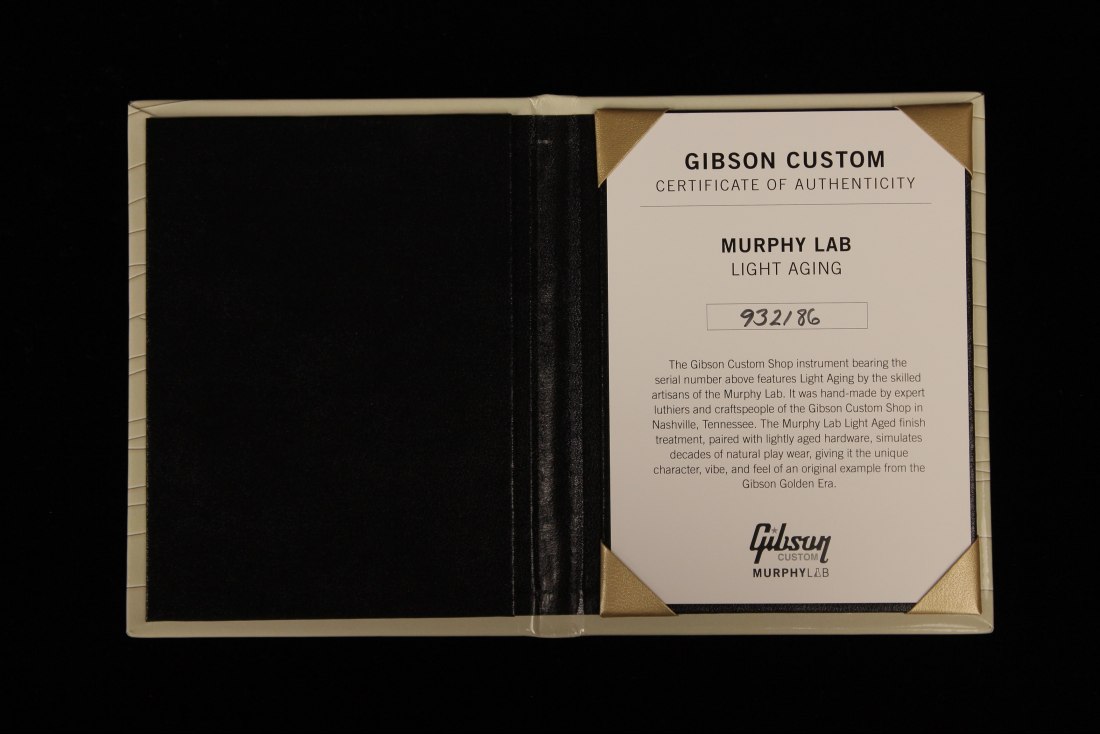 GIBSON CUSTOM
CERTIFICATE OF AUTHENTICITY
MURPHY LAB
LIGHT AGING
932186
The Gibson Custom Shop instrument bearing the
serial number above features Light Aging by the skilled
artisans of the Murphy Lab. It was hand-made by expert
luthiers and craftspeople of the Gibson Custom Shop in
Nashville, Tennessee. The Murphy Lab Light Aged finish
treatment, paired with lightly aged hardware, simulates
decades of natural play wear, giving it the unique
character, vibe, and feel of an original example from the
Gibson Golden Era.
Gibson
CUSTOM
MURPHYLAB